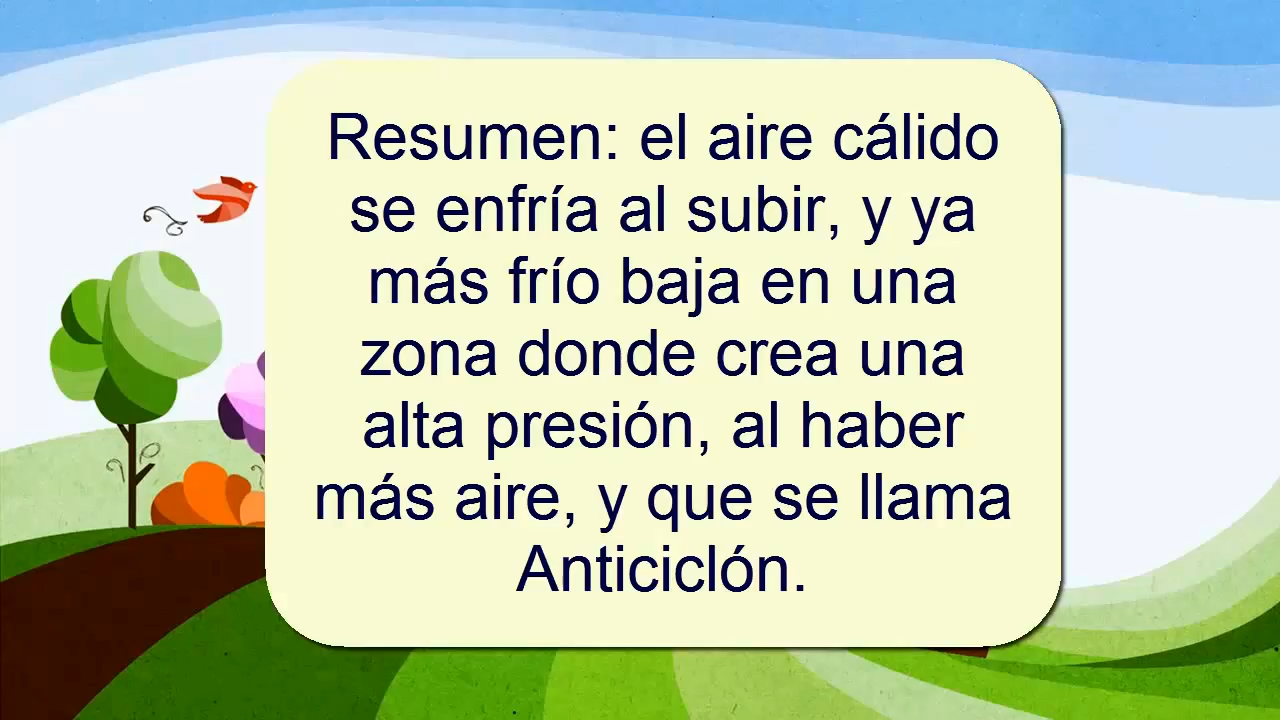 Resumen: el aire cálido
se enfría al subir, y ya
más frío baja en una
zona donde crea una
alta presión, al haber
más aire, y que se llama
Anticiclón.